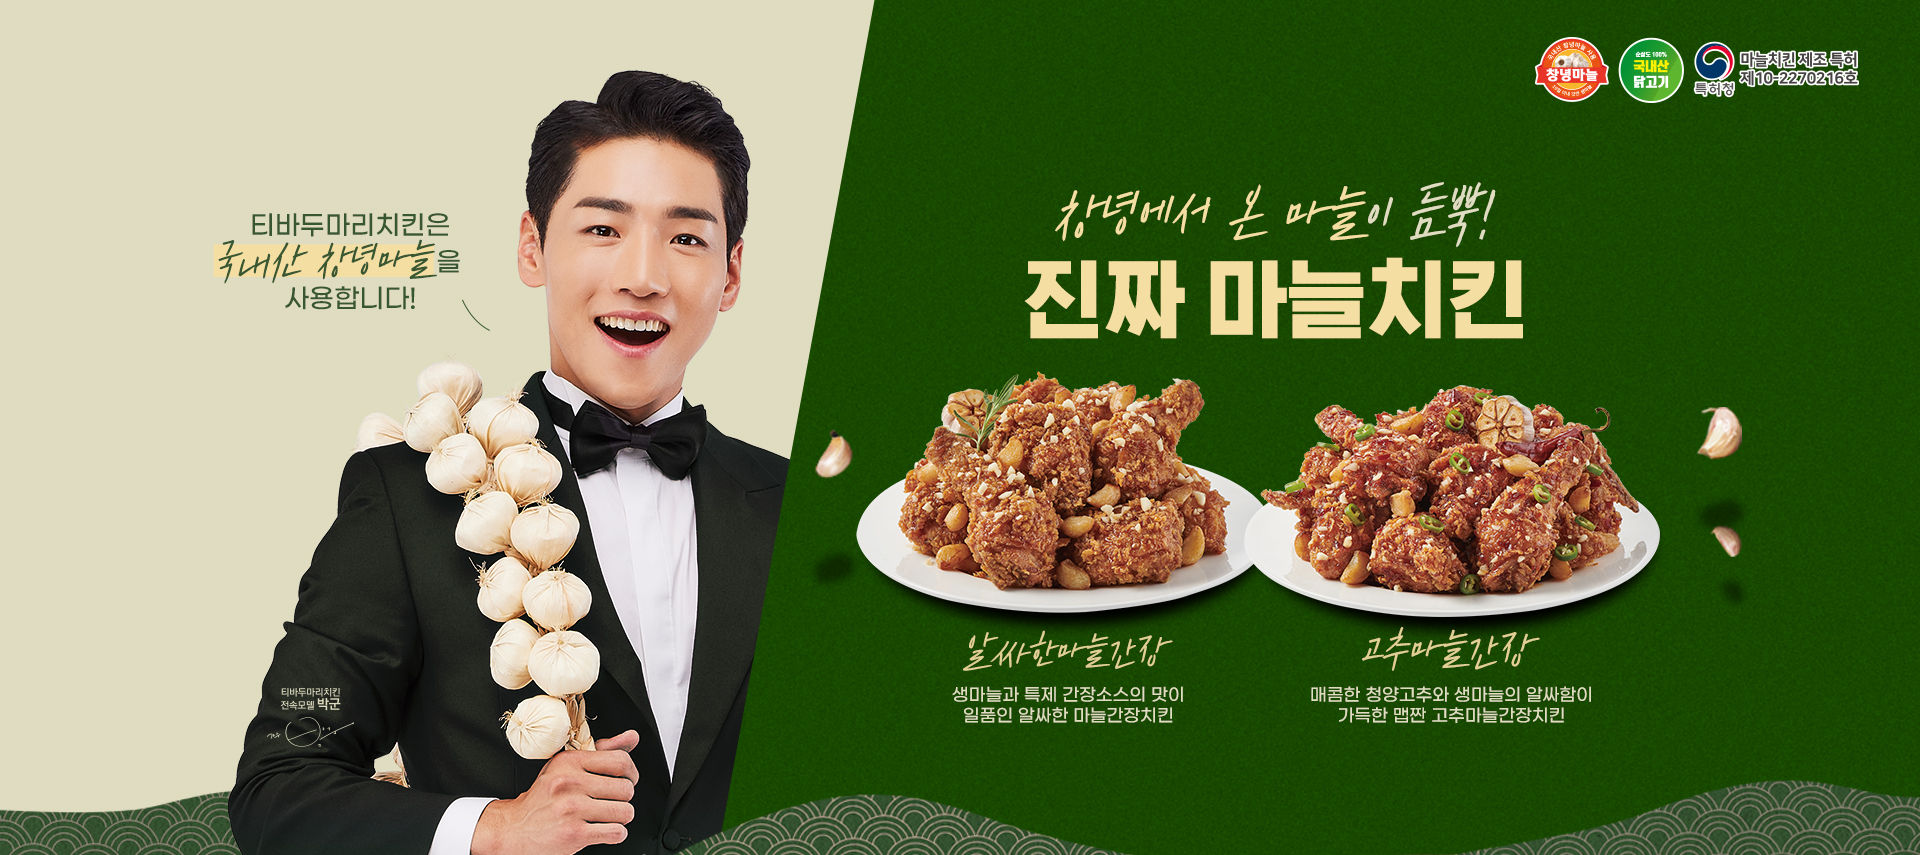 티바두마리치킨은
국내산 창녕마늘을
사용합니다!
티바두마리치킨
전속모델 박군
창녕마늘
순살도 100%
국내산
닭고기
특허청
마늘치킨 제조 특허
제10-2270216호
창녕에서 온 마늘이 듬뿍!
진짜 마늘치킨
알싸한마늘간장
생마늘과 특제 간장소스의 맛이
일품인 알싸한 마늘간장치킨
고추마늘간장
매콤한 청양고추와 생마늘의 알싸함이
가득한 맵짠 고추마늘간장치킨